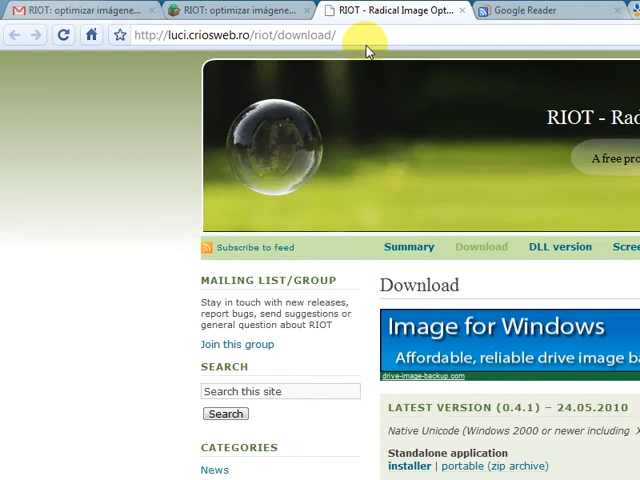 RIOT: optimizar imágene...
RIOT: optimizar imágene...
RIOT - Radical Image Opt...
Google Reader
http://luci.criosweb.ro/riot/download/
RIOT - Rad
A free pro
Subscribe to feed
Summary
Download
DLL version
Scree
MAILING LIST/GROUP
Stay in touch with new releases,
report bugs, send suggestions or
general question about RIOT
Join this group
SEARCH
Search this site
Search
CATEGORIES
News
Download
Image for Windows
Affordable, reliable drive image ba
drive-image-backup.com
LATEST VERSION (0.4.1) – 24.05.2010
Native Unicode (Windows 2000 or newer including X
Standalone application
installer | portable (zip archive)